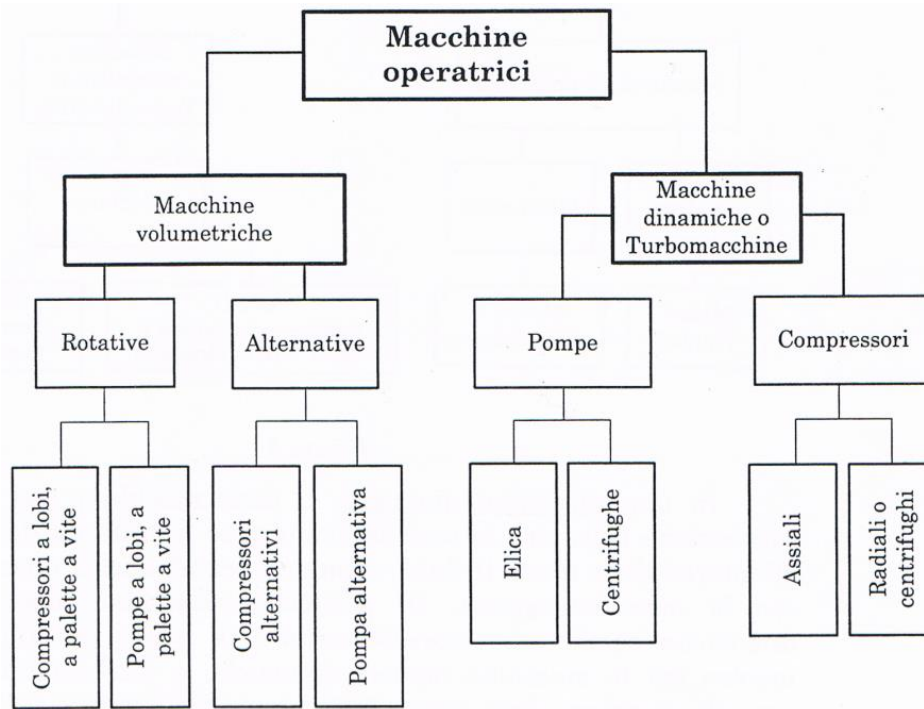 Macchine
operatrici
Macchine
volumetriche
Macchine
dinamiche o
Turbomacchine
Rotative
Alternative
Pompe
Compressori
Compressori a lobi,
a palette a vite
Pompe a lobi, a
palette a vite
Compressori
alternativi
Pompa alternativa
Elica
Centrifughe
Assiali
Radiali o
centrifughi